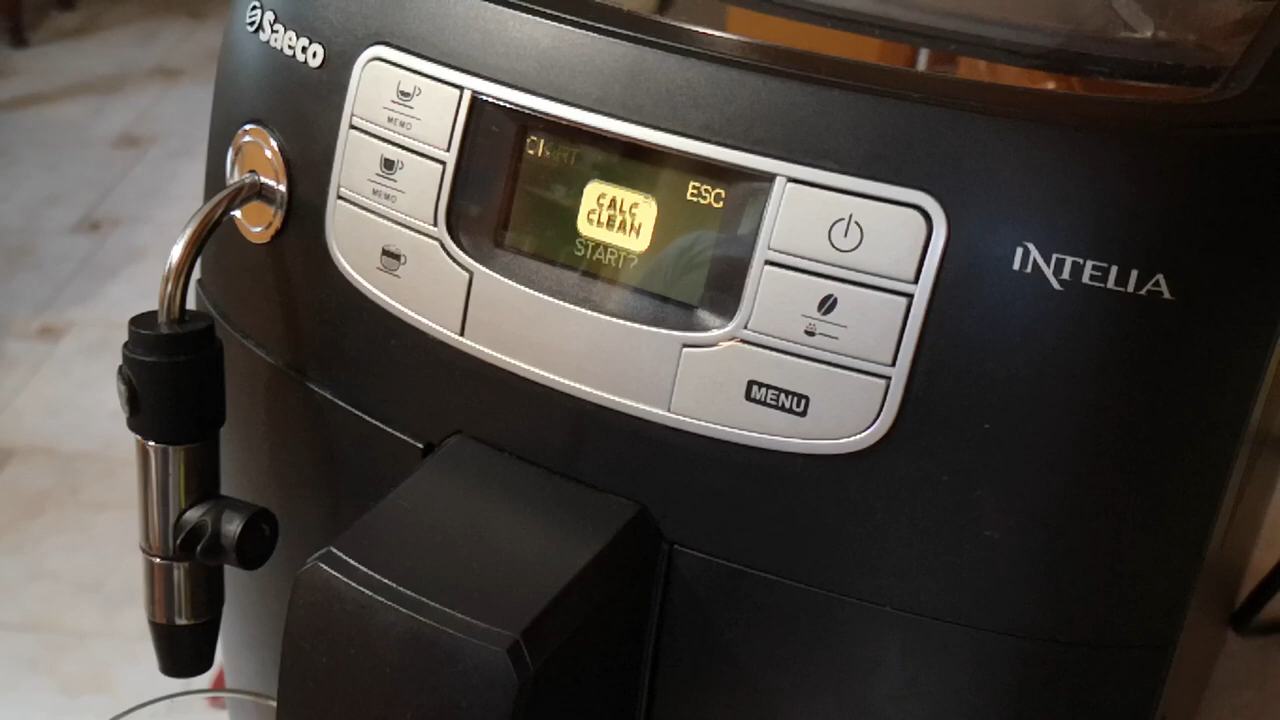 Saeco
MEMO
MEMO
ESC
CALC
CLEAN
START?
MENU
INTELIA